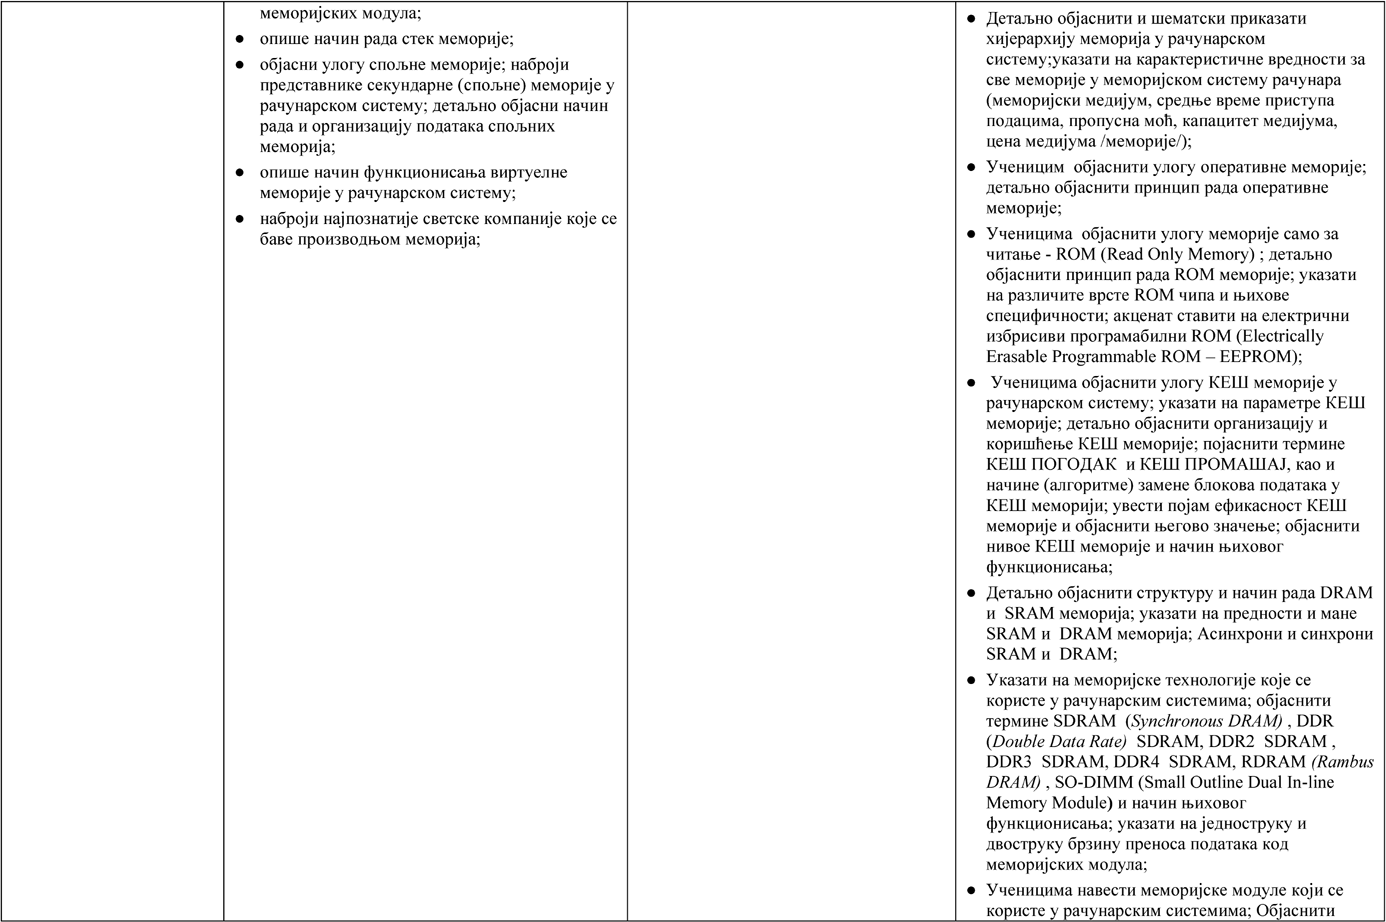 меморијских модула;
● опише начин рада стек меморије;
● објасни улогу спољне меморије; наброји
представнике секундарне (спољне) меморије у
рачунарском систему; детаљно објасни начин
рада и организацију података спољних
меморија;
● опише начин функционисања виртуелне
меморије у рачунарском систему;
● наброји најпознатије светске компаније које се
баве производњом меморија;
● Детаљно објаснити и шематски приказати
хијерархију меморија у рачунарском
систему;указати на карактеристичне вредности за
све меморије у меморијском систему рачунара
(меморијски медијум, средње време приступа
подацима, пропусна моћ, капацитет медијума,
цена медијума /меморије/);
● Ученицим  објаснити улогу оперативне меморије;
детаљно објаснити принцип рада оперативне
меморије;
● Ученицима  објаснити улогу меморије само за
читање - ROM (Read Only Memory) ; детаљно
објаснити принцип рада ROM меморије; указати
на различите врсте ROM чипа и њихове
специфичности; акценат ставити на електрични
избрисиви програмабилни ROM (Electrically
Erasable Programmable ROM – EEPROM);
● Ученицима објаснити улогу КЕШ меморије у
рачунарском систему; указати на параметре КЕШ
меморије; детаљно објаснити организацију и
коришћење КЕШ меморије; појаснити термине
КЕШ ПОГОДАК  и КЕШ ПРОМАШАЈ, као и
начине (алгоритме) замене блокова података у
КЕШ меморији; увести појам ефикасност КЕШ
меморије и објаснити његово значење; објаснити
нивое КЕШ меморије и начин њиховог
функционисања;
● Детаљно објаснити структуру и начин рада DRAM
и  SRAM меморија; указати на предности и мане
SRAM и  DRAM меморија; Асинхрони и синхрони
SRAM и  DRAM;
● Указати на меморијске технологије које се
користе у рачунарским системима; објаснити
термине SDRAM  (Synchronous DRAM) , DDR
(Double Data Rate)  SDRAM, DDR2  SDRAM ,
DDR3  SDRAM, DDR4  SDRAM, RDRAM (Rambus
DRAM) , SO-DIMM (Small Outline Dual In-line
Memory Module) и начин њиховог
функционисања; указати на једноструку и
двоструку брзину преноса података код
меморијских модула;
● Ученицима навести меморијске модуле који се
користе у рачунарским системима; Објаснити